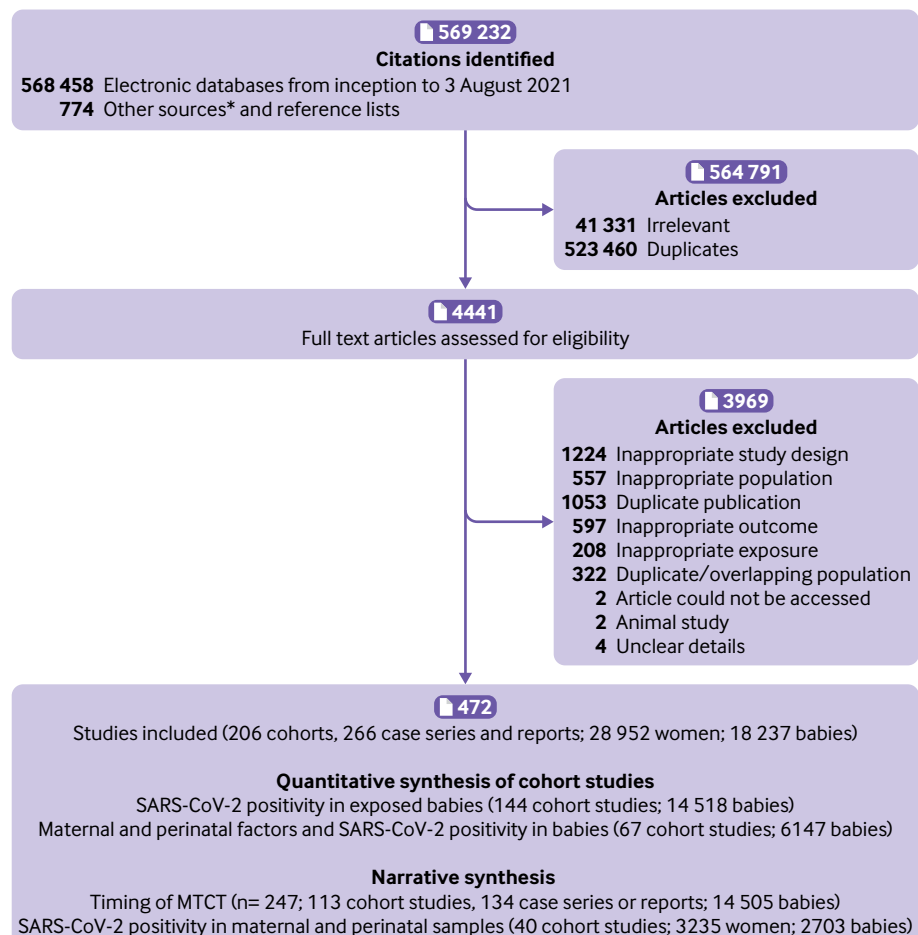 569 232
Citations identified
568 458 Electronic databases from inception to 3 August 2021
774 Other sources* and reference lists
564 791
Articles excluded
41 331 Irrelevant
523 460 Duplicates
4441
Full text articles assessed for eligibility
3969
Articles excluded
1224 Inappropriate study design
557 Inappropriate population
1053 Duplicate publication
597 Inappropriate outcome
208 Inappropriate exposure
322 Duplicate/overlapping population
2 Article could not be accessed
2 Animal study
4 Unclear details
472
Studies included (206 cohorts, 266 case series and reports; 28 952 women; 18 237 babies)
Quantitative synthesis of cohort studies
SARS-CoV-2 positivity in exposed babies (144 cohort studies; 14 518 babies)
Maternal and perinatal factors and SARS-CoV-2 positivity in babies (67 cohort studies; 6147 babies)
Narrative synthesis
Timing of MTCT (n= 247; 113 cohort studies, 134 case series or reports; 14 505 babies)
SARS-CoV-2 positivity in maternal and perinatal samples (40 cohort studies; 3235 women; 2703 babies)